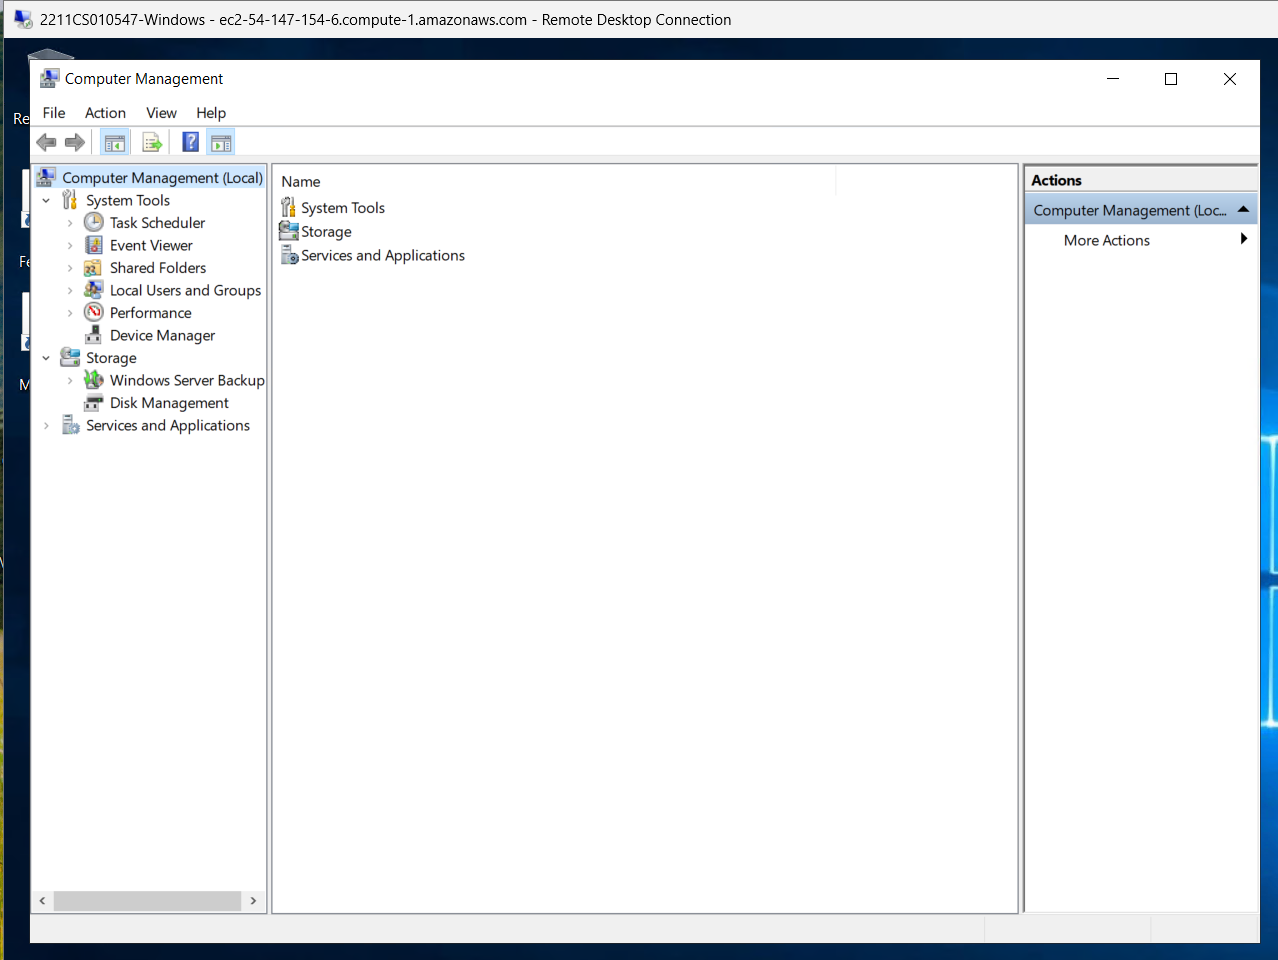 2211CS010547-Windows - ec2-54-147-154-6.compute-1.amazonaws.com - Remote Desktop Connection
Computer Management
File Action View Help
Re
Computer Management (Local)
System Tools
Task Scheduler
Event Viewer
Shared Folders
Local Users and Groups
Performance
Device Manager
Storage
Windows Server Backup
Disk Management
Services and Applications
Fe
M
Name
System Tools
Storage
Services and Applications
Actions
Computer Management (Loc...
More Actions